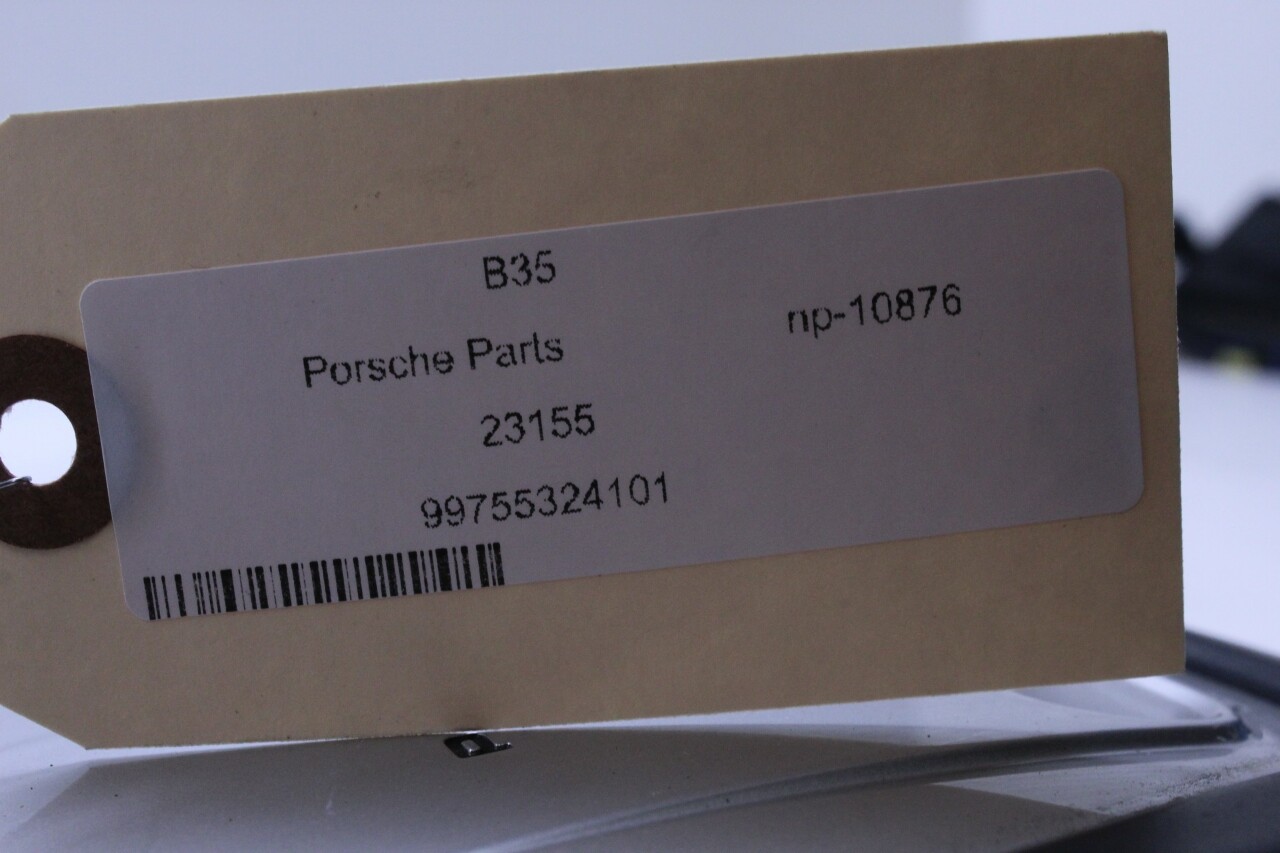 B35
np-10876
Porsche Parts
23155
99755324101
P